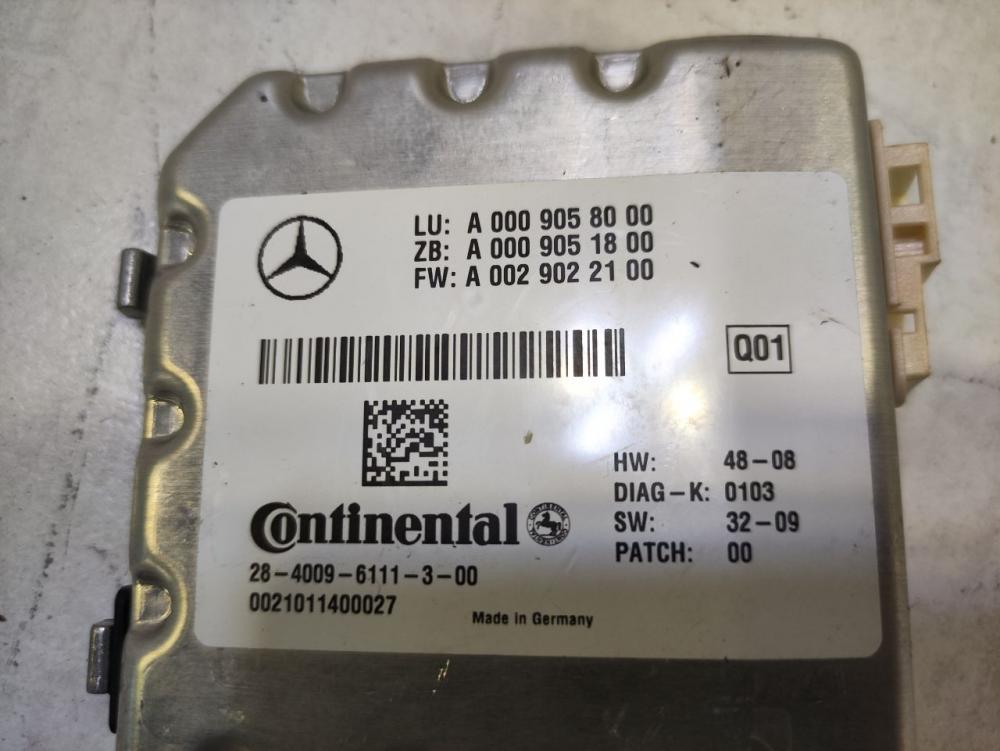 LU: A 000 905 80 00
ZB: A 000 905 18 00
FW: A 002 902 21 00
Q01
HW: 48-08
DIAG-K: 0103
SW: 32-09
PATCH: 00
Continental
28-4009-6111-3-00
0021011400027
Made in Germany